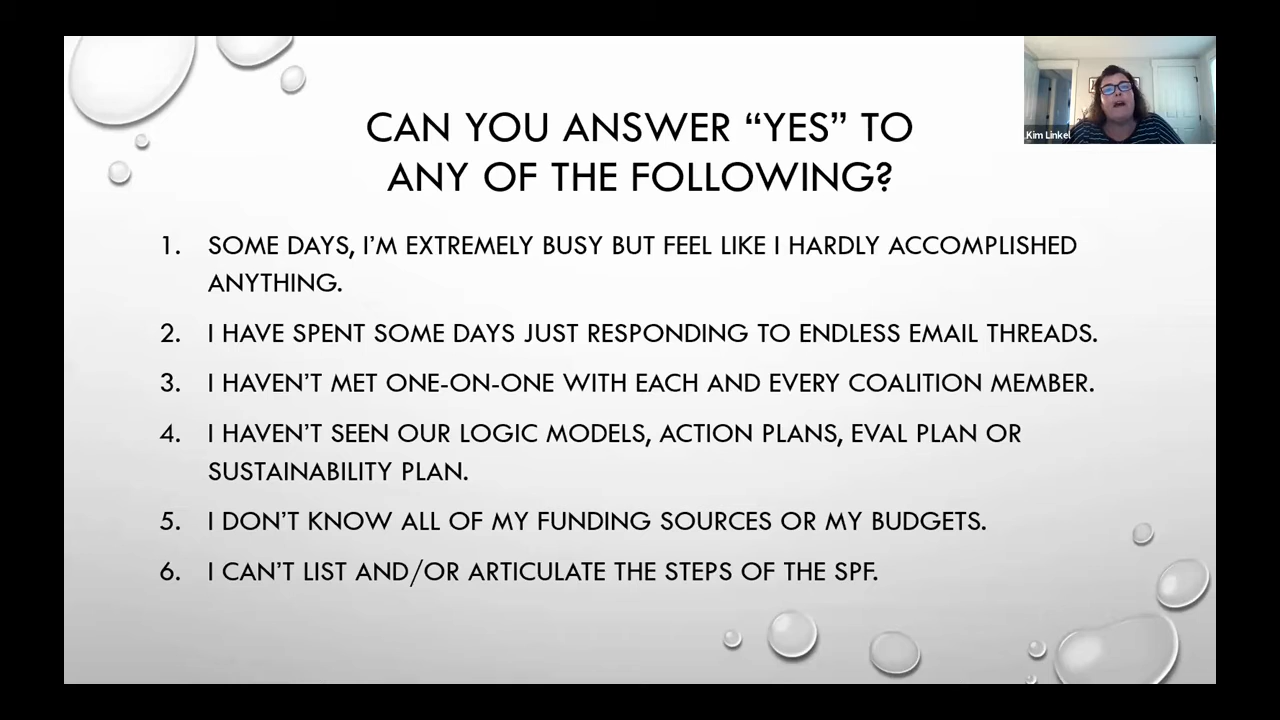 CAN YOU ANSWER “YES” TO
ANY OF THE FOLLOWING?
Kim Linkel
1. SOME DAYS, I’M EXTREMELY BUSY BUT FEEL LIKE I HARDLY ACCOMPLISHED
ANYTHING.
2. I HAVE SPENT SOME DAYS JUST RESPONDING TO ENDLESS EMAIL THREADS.
3. I HAVEN’T MET ONE-ON-ONE WITH EACH AND EVERY COALITION MEMBER.
4. I HAVEN’T SEEN OUR LOGIC MODELS, ACTION PLANS, EVAL PLAN OR
SUSTAINABILITY PLAN.
5. I DON’T KNOW ALL OF MY FUNDING SOURCES OR MY BUDGETS.
6. I CAN’T LIST AND/OR ARTICULATE THE STEPS OF THE SPF.